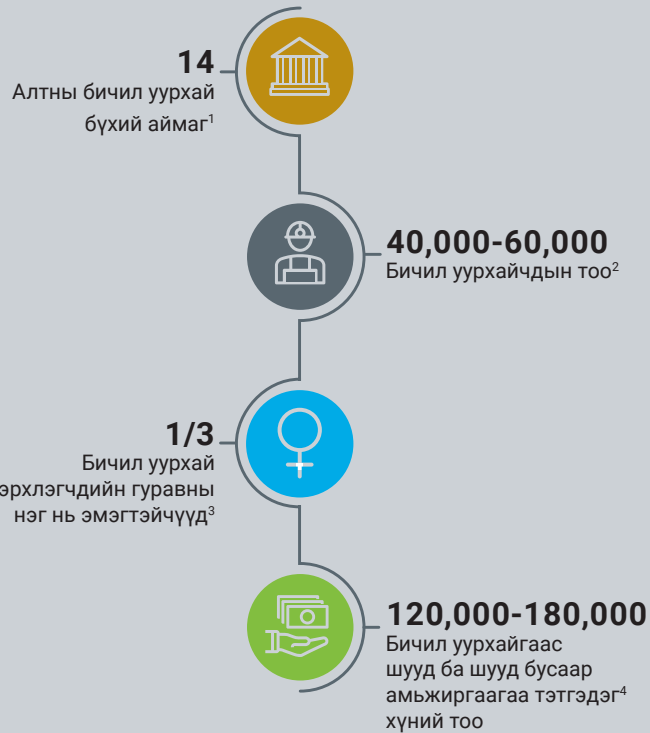 14
Алтны бичил уурхай
бүхий аймаг¹
40,000-60,000
Бичил уурхайчдын тоо²
1/3
Бичил уурхай
эрхлэгчдийн гуравны
нэг нь эмэгтэйчүүд³
120,000-180,000
Бичил уурхайгаас
шууд ба шууд бусаар
амьжиргаагаа тэтгэдэг⁴
хүний тоо